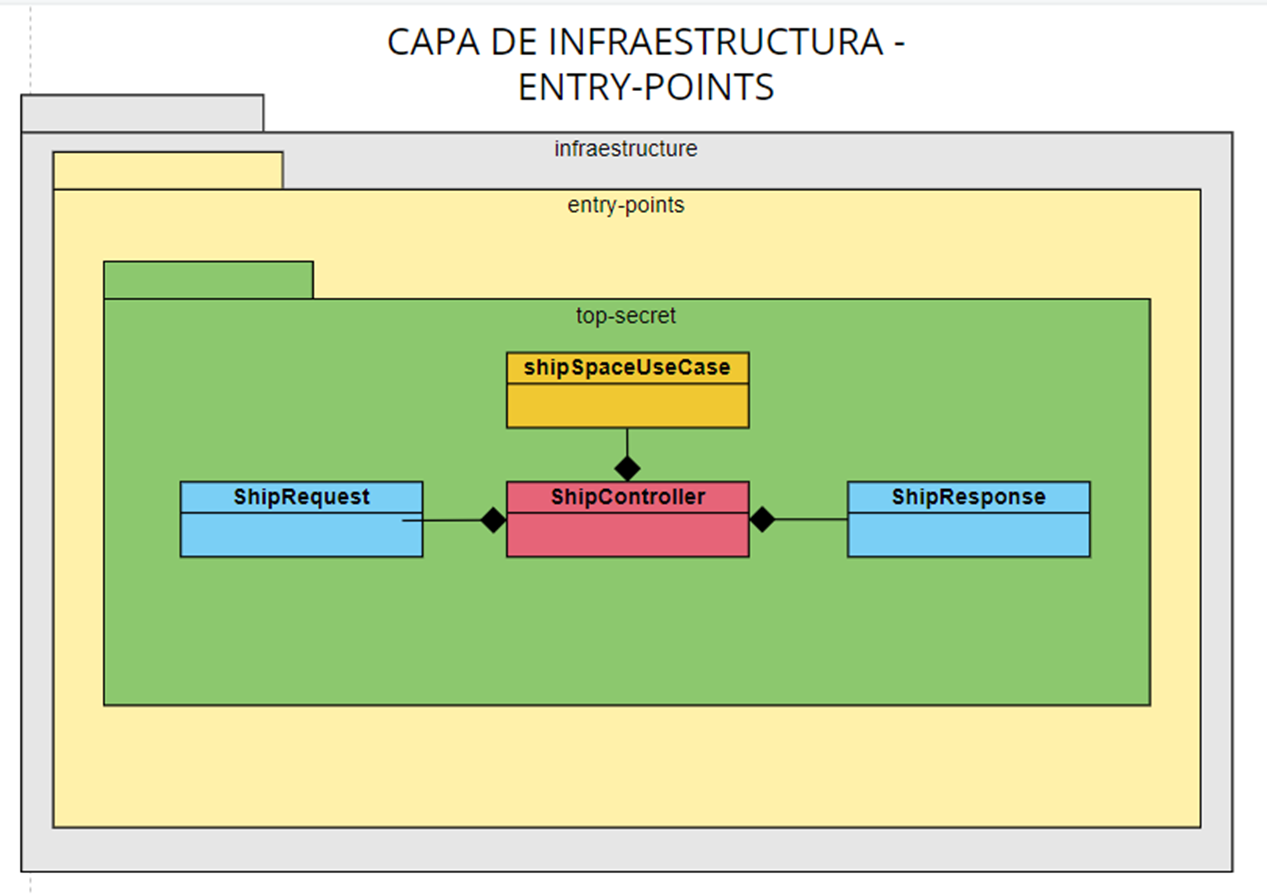 CAPA DE INFRAESTRUCTURA -
ENTRY-POINTS
infraestructure
entry-points
top-secret
shipSpaceUseCase
ShipRequest
ShipController
ShipResponse